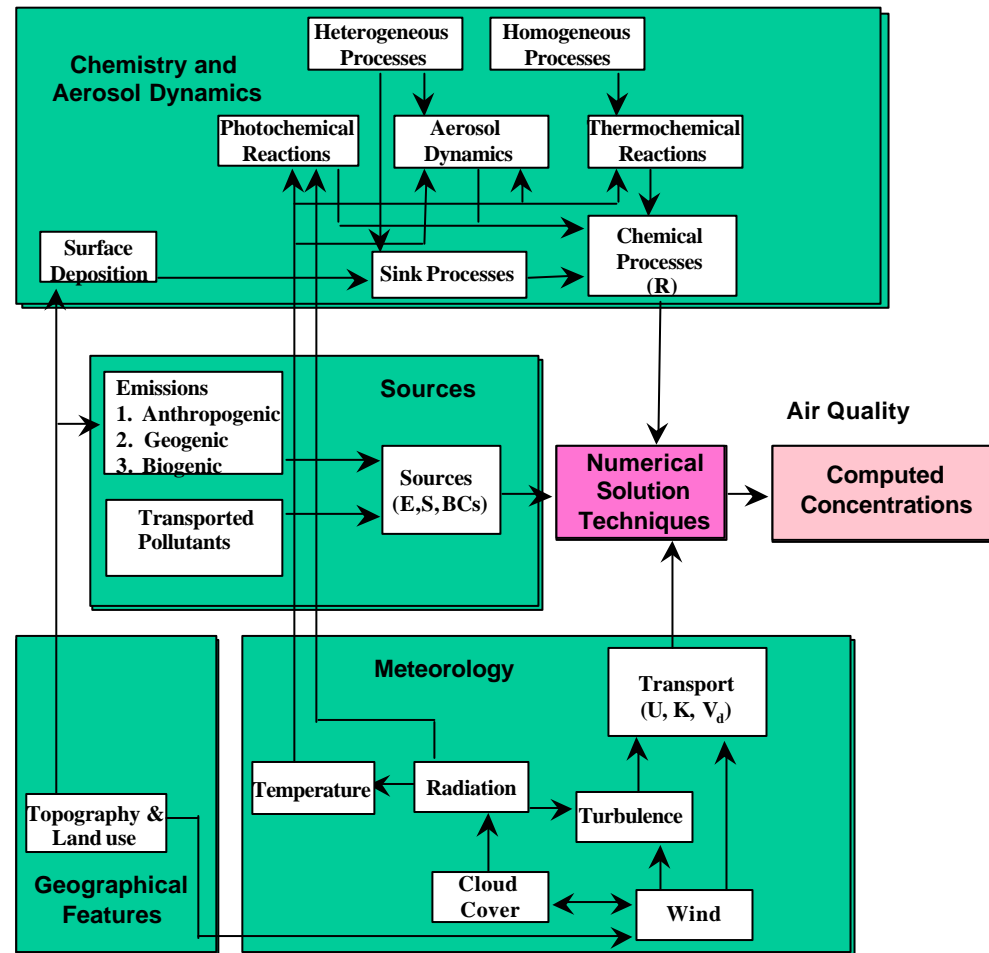 Heterogeneous
Processes
Homogeneous
Processes
Chemistry and
Aerosol Dynamics
Photochemical
Reactions
Aerosol
Dynamics
Thermochemical
Reactions
Surface
Deposition
Sink Processes
Chemical
Processes
(R)
Emissions
1. Anthropogenic
2. Geogenic
3. Biogenic
Sources
Sources
(E,S,BCs)
Transported
Pollutants
Numerical
Solution
Techniques
Air Quality
Computed
Concentrations
Meteorology
Transport
(U, K, Vd)
Temperature
Radiation
Turbulence
Topography &
Land use
Cloud
Cover
Wind
Geographical
Features